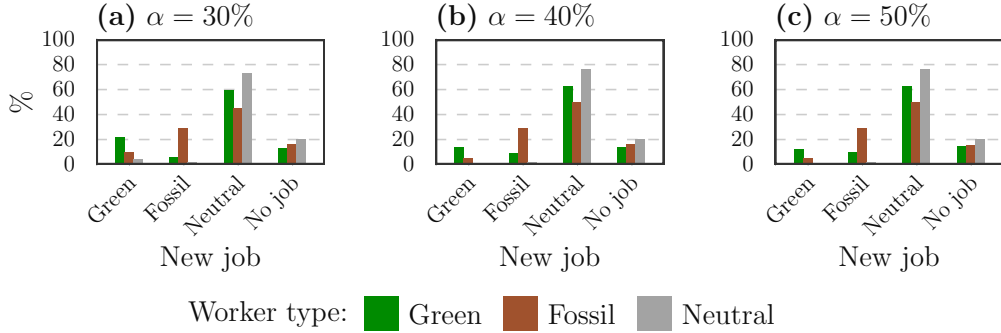 (a) α = 30%
(b) α = 40%
(c) α = 50%
%
100
80
60
40
20
0
Green
Fossil
Neutral
No job
New job
100
80
60
40
20
0
Green
Fossil
Neutral
No job
New job
100
80
60
40
20
0
Green
Fossil
Neutral
No job
New job
Worker type: Green Fossil Neutral